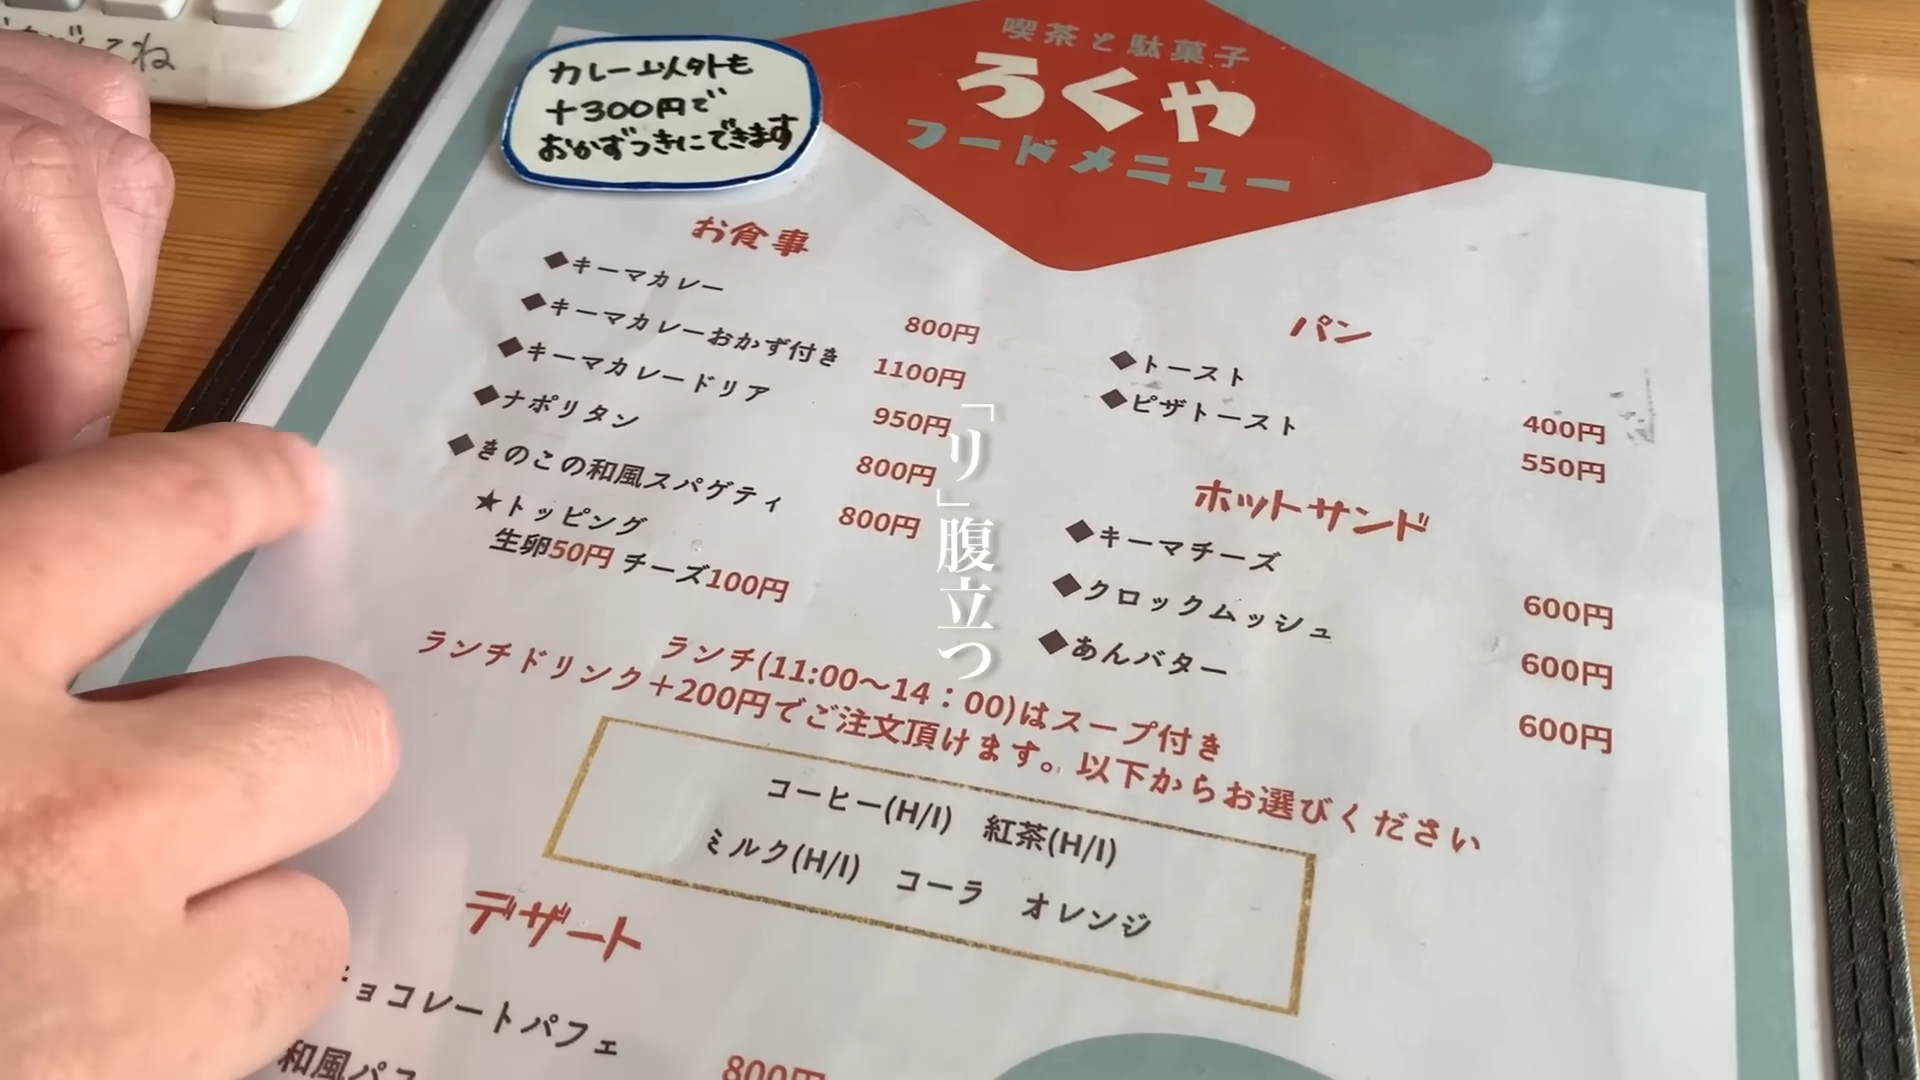 カレー以外も
+300円で
おかずつきにできます
喫茶と駄菓子
ろくや
フードメニュー
お食事
◆キーマカレー 800円
◆キーマカレーおかず付き 1100円
◆キーマカレードリア 950円
◆ナポリタン 800円
◆きのこの和風スパゲティ 800円
★トッピング
生卵50円 チーズ100円
パン
◆トースト 400円
◆ピザトースト 550円
ホットサンド
◆キーマチーズ 600円
◆クロックムッシュ 600円
◆あんバター 600円
「リ」腹立つ
ランチ(11:00～14：00)はスープ付き
ランチドリンク＋200円でご注文頂けます。以下からお選びください
コーヒー(H/I) 紅茶(H/I)
ミルク(H/I) コーラ オレンジ
デザート
ョコレートパフェ 800円
和風パフ